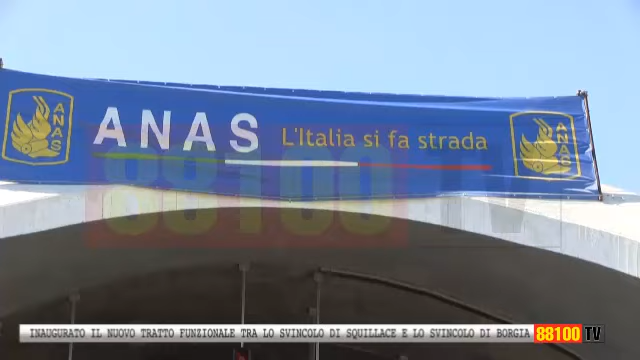 ANAS
ANAS L'Italia si fa strada
ANAS
88100 TV
INAUGURATO IL NUOVO TRATTO FUNZIONALE TRA LO SVINCOLO DI SQUILLACE E LO SVINCOLO DI BORGIA
88100 TV